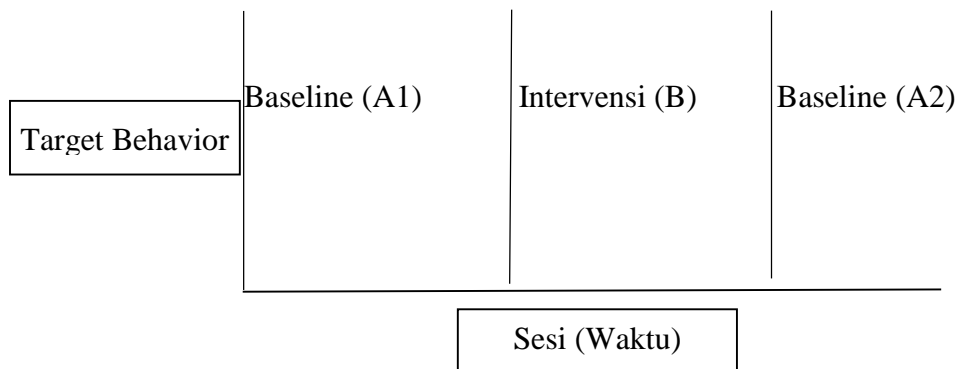 Baseline (A1)
Intervensi (B)
Baseline (A2)
Target Behavior
Sesi (Waktu)